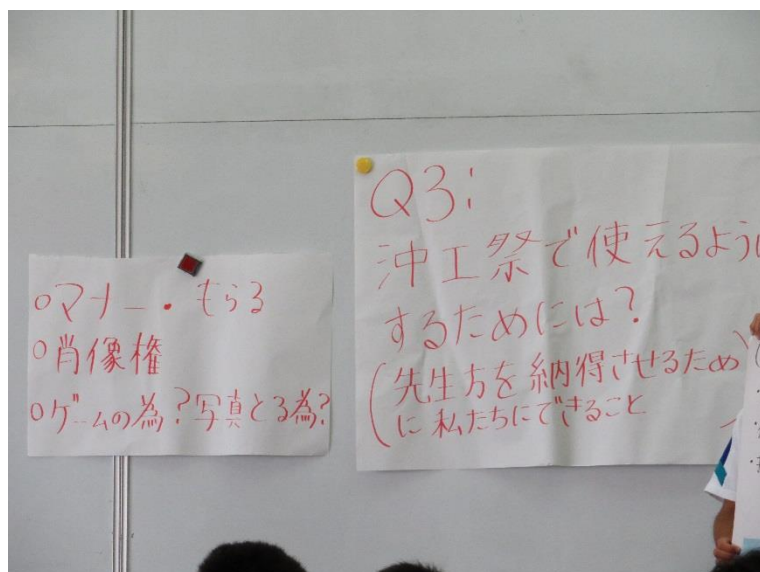 ○マナー・もらる
○肖像権
○ゲームの為?写真とる為?
Q3:
沖工祭で使えるように
するためには?
(先生方を納得させるため
に私たちにできること)